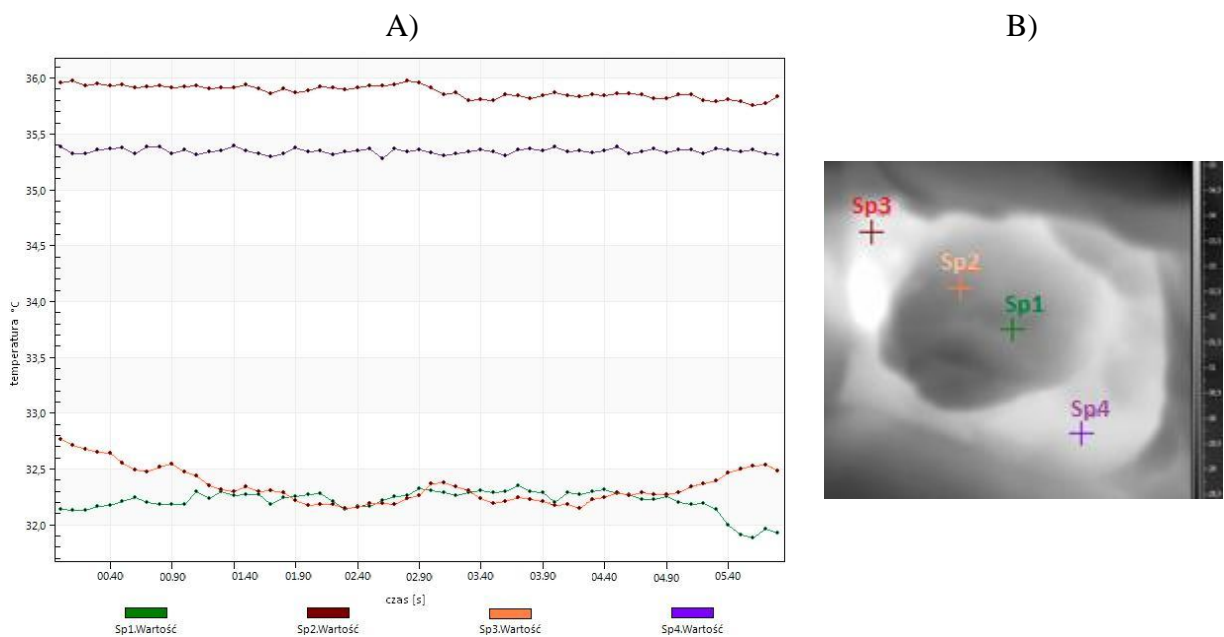 A)
B)
36,0
35,5
35,0
34,5
34,0
33,5
33,0
32,5
32,0
temperatura °C
00.40 00.90 01.40 01.90 02.40 02.90 03.40 03.90 04.40 04.90 05.40
czas [s]
Sp1.Wartość Sp2.Wartość Sp3.Wartość Sp4.Wartość
Sp3
Sp2
Sp1
Sp4